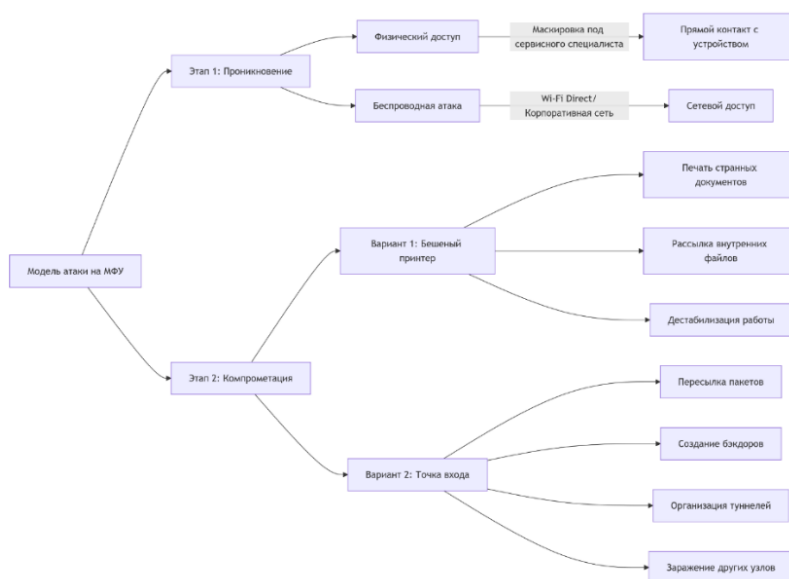 Модель атаки на МФУ
Этап 1: Проникновение
Физический доступ
Маскировка под
сервисного специалиста
Прямой контакт с
устройством
Беспроводная атака
Wi-Fi Direct/
Корпоративная сеть
Сетевой доступ
Этап 2: Компрометация
Вариант 1: Бешеный
принтер
Печать странных
документов
Рассылка внутренних
файлов
Дестабилизация работы
Вариант 2: Точка входа
Пересылка пакетов
Создание бэкдоров
Организация туннелей
Заражение других узлов